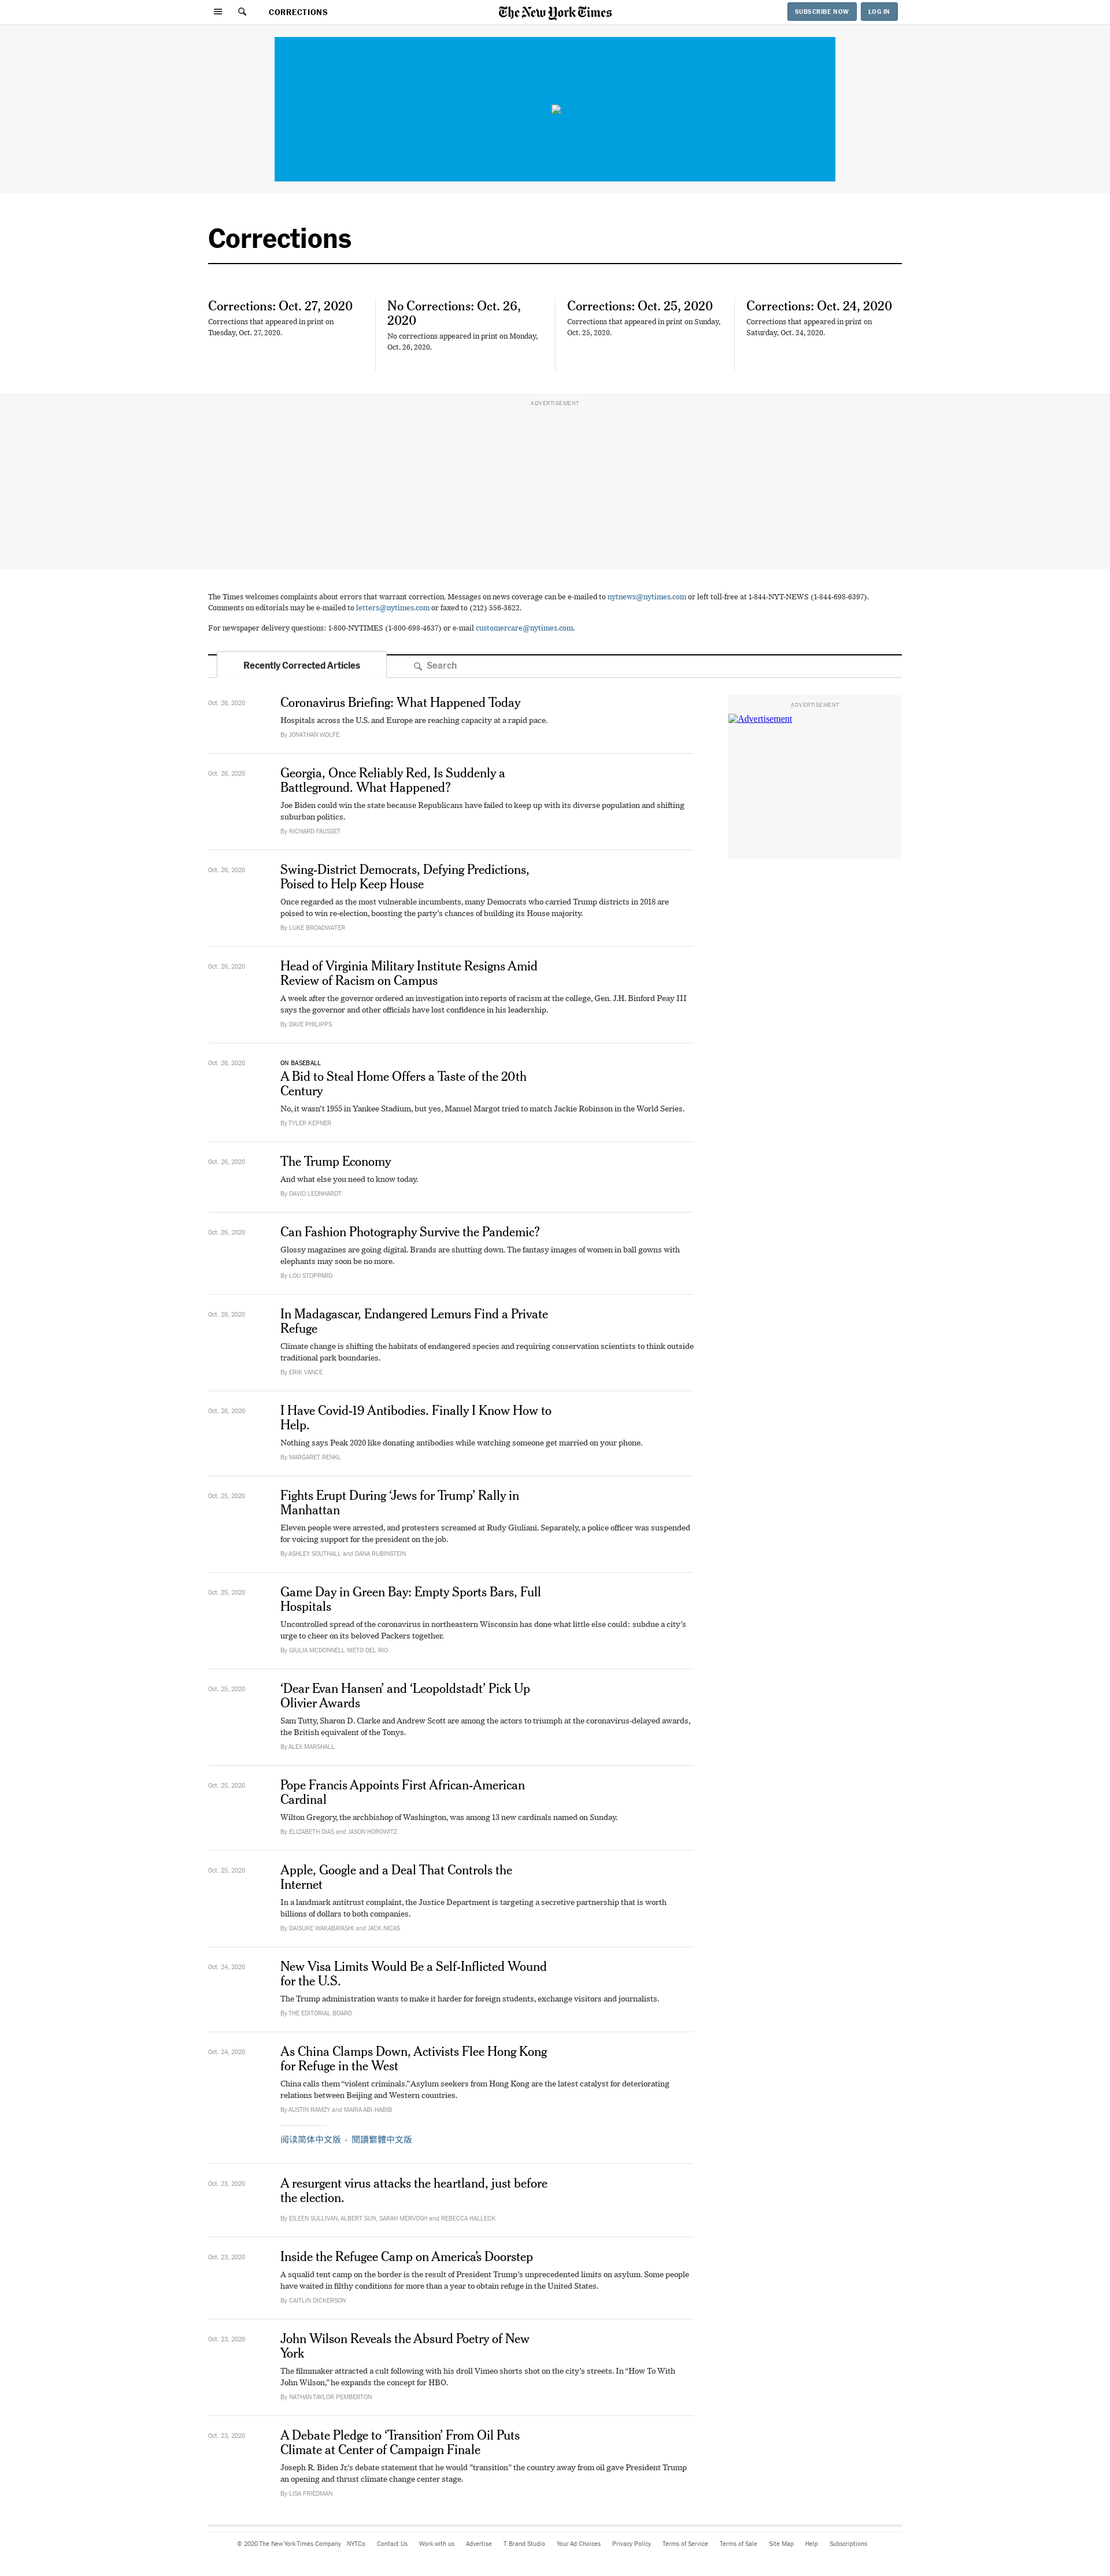 CORRECTIONS
The New York Times
SUBSCRIBE NOW
LOG IN
Corrections
Corrections: Oct. 27, 2020
Corrections that appeared in print on
Tuesday, Oct. 27, 2020.
No Corrections: Oct. 26,
2020
No corrections appeared in print on Monday,
Oct. 26, 2020.
Corrections: Oct. 25, 2020
Corrections that appeared in print on Sunday,
Oct. 25, 2020.
Corrections: Oct. 24, 2020
Corrections that appeared in print on
Saturday, Oct. 24, 2020.
ADVERTISEMENT
The Times welcomes complaints about errors that warrant correction. Messages on news coverage can be e-mailed to nytnews@nytimes.com or left toll-free at 1-844-NYT-NEWS (1-844-698-6397).
Comments on editorials may be e-mailed to letters@nytimes.com or faxed to (212) 556-3622.
For newspaper delivery questions: 1-800-NYTIMES (1-800-698-4637) or e-mail customercare@nytimes.com.
Recently Corrected Articles
Search
ADVERTISEMENT
Advertisement
Oct. 26, 2020
Coronavirus Briefing: What Happened Today
Hospitals across the U.S. and Europe are reaching capacity at a rapid pace.
By JONATHAN WOLFE
Oct. 26, 2020
Georgia, Once Reliably Red, Is Suddenly a
Battleground. What Happened?
Joe Biden could win the state because Republicans have failed to keep up with its diverse population and shifting
suburban politics.
By RICHARD FAUSSET
Oct. 26, 2020
Swing-District Democrats, Defying Predictions,
Poised to Help Keep House
Once regarded as the most vulnerable incumbents, many Democrats who carried Trump districts in 2018 are
poised to win re-election, boosting the party's chances of building its House majority.
By LUKE BROADWATER
Oct. 26, 2020
Head of Virginia Military Institute Resigns Amid
Review of Racism on Campus
A week after the governor ordered an investigation into reports of racism at the college, Gen. J.H. Binford Peay III
says the governor and other officials have lost confidence in his leadership.
By DAVE PHILIPPS
Oct. 26, 2020
ON BASEBALL
A Bid to Steal Home Offers a Taste of the 20th
Century
No, it wasn't 1955 in Yankee Stadium, but yes, Manuel Margot tried to match Jackie Robinson in the World Series.
By TYLER KEPNER
Oct. 26, 2020
The Trump Economy
And what else you need to know today.
By DAVID LEONHARDT
Oct. 26, 2020
Can Fashion Photography Survive the Pandemic?
Glossy magazines are going digital. Brands are shutting down. The fantasy images of women in ball gowns with
elephants may soon be no more.
By LOU STOPPARD
Oct. 26, 2020
In Madagascar, Endangered Lemurs Find a Private
Refuge
Climate change is shifting the habitats of endangered species and requiring conservation scientists to think outside
traditional park boundaries.
By ERIK VANCE
Oct. 26, 2020
I Have Covid-19 Antibodies. Finally I Know How to
Help.
Nothing says Peak 2020 like donating antibodies while watching someone get married on your phone.
By MARGARET RENKL
Oct. 25, 2020
Fights Erupt During ‘Jews for Trump’ Rally in
Manhattan
Eleven people were arrested, and protesters screamed at Rudy Giuliani. Separately, a police officer was suspended
for voicing support for the president on the job.
By ASHLEY SOUTHALL and DANA RUBINSTEIN
Oct. 25, 2020
Game Day in Green Bay: Empty Sports Bars, Full
Hospitals
Uncontrolled spread of the coronavirus in northeastern Wisconsin has done what little else could: subdue a city's
urge to cheer on its beloved Packers together.
By GIULIA MCDONNELL NIETO DEL RIO
Oct. 25, 2020
‘Dear Evan Hansen’ and ‘Leopoldstadt’ Pick Up
Olivier Awards
Sam Tutty, Sharon D. Clarke and Andrew Scott are among the actors to triumph at the coronavirus-delayed awards,
the British equivalent of the Tonys.
By ALEX MARSHALL
Oct. 25, 2020
Pope Francis Appoints First African-American
Cardinal
Wilton Gregory, the archbishop of Washington, was among 13 new cardinals named on Sunday.
By ELIZABETH DIAS and JASON HOROWITZ
Oct. 25, 2020
Apple, Google and a Deal That Controls the
Internet
In a landmark antitrust complaint, the Justice Department is targeting a secretive partnership that is worth
billions of dollars to both companies.
By DAISUKE WAKABAYASHI and JACK NICAS
Oct. 24, 2020
New Visa Limits Would Be a Self-Inflicted Wound
for the U.S.
The Trump administration wants to make it harder for foreign students, exchange visitors and journalists.
By THE EDITORIAL BOARD
Oct. 24, 2020
As China Clamps Down, Activists Flee Hong Kong
for Refuge in the West
China calls them “violent criminals.” Asylum seekers from Hong Kong are the latest catalyst for deteriorating
relations between Beijing and Western countries.
By AUSTIN RAMZY and MARIA ABI-HABIB
阅读简体中文版 · 閱讀繁體中文版
Oct. 23, 2020
A resurgent virus attacks the heartland, just before
the election.
By EILEEN SULLIVAN, ALBERT SUN, SARAH MERVOSH and REBECCA HALLECK
Oct. 23, 2020
Inside the Refugee Camp on America’s Doorstep
A squalid tent camp on the border is the result of President Trump's unprecedented limits on asylum. Some people
have waited in filthy conditions for more than a year to obtain refuge in the United States.
By CAITLIN DICKERSON
Oct. 23, 2020
John Wilson Reveals the Absurd Poetry of New
York
The filmmaker attracted a cult following with his droll Vimeo shorts shot on the city's streets. In “How To With
John Wilson,” he expands the concept for HBO.
By NATHAN TAYLOR PEMBERTON
Oct. 23, 2020
A Debate Pledge to ‘Transition’ From Oil Puts
Climate at Center of Campaign Finale
Joseph R. Biden Jr.'s debate statement that he would "transition" the country away from oil gave President Trump
an opening and thrust climate change center stage.
By LISA FRIEDMAN
© 2020 The New York Times Company NYTCo Contact Us Work with us Advertise T Brand Studio Your Ad Choices Privacy Policy Terms of Service Terms of Sale Site Map Help Subscriptions